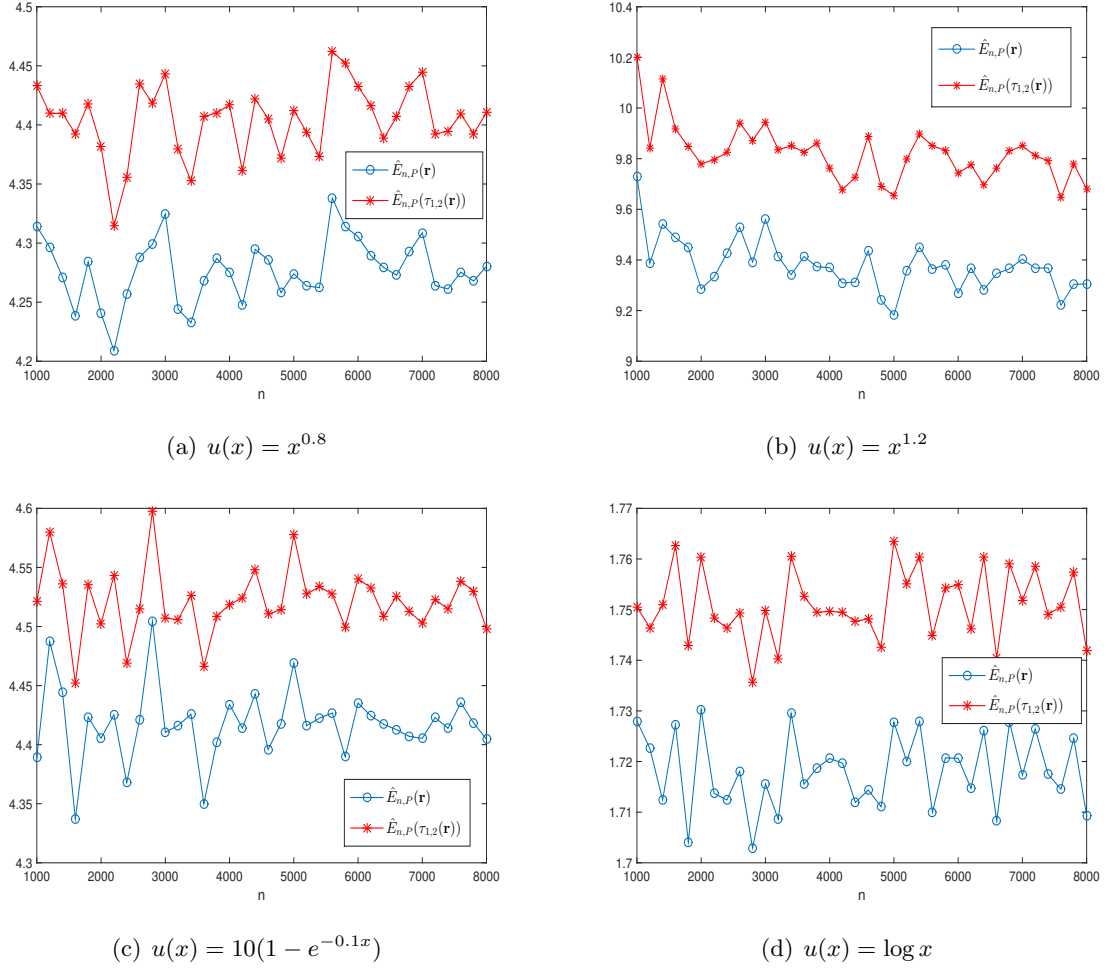 4.5
4.45
4.4
4.35
4.3
4.25
4.2
1000 2000 3000 4000 5000 6000 7000 8000
n
Ê_{n,P}(r)
Ê_{n,P}(τ_{1,2}(r))
(a) u(x) = x^{0.8}
10.4
10.2
10
9.8
9.6
9.4
9.2
9
1000 2000 3000 4000 5000 6000 7000 8000
n
Ê_{n,P}(r)
Ê_{n,P}(τ_{1,2}(r))
(b) u(x) = x^{1.2}
4.6
4.55
4.5
4.45
4.4
4.35
4.3
1000 2000 3000 4000 5000 6000 7000 8000
n
Ê_{n,P}(r)
Ê_{n,P}(τ_{1,2}(r))
(c) u(x) = 10(1 − e^{−0.1x})
1.77
1.76
1.75
1.74
1.73
1.72
1.71
1.7
1000 2000 3000 4000 5000 6000 7000 8000
n
Ê_{n,P}(r)
Ê_{n,P}(τ_{1,2}(r))
(d) u(x) = log x